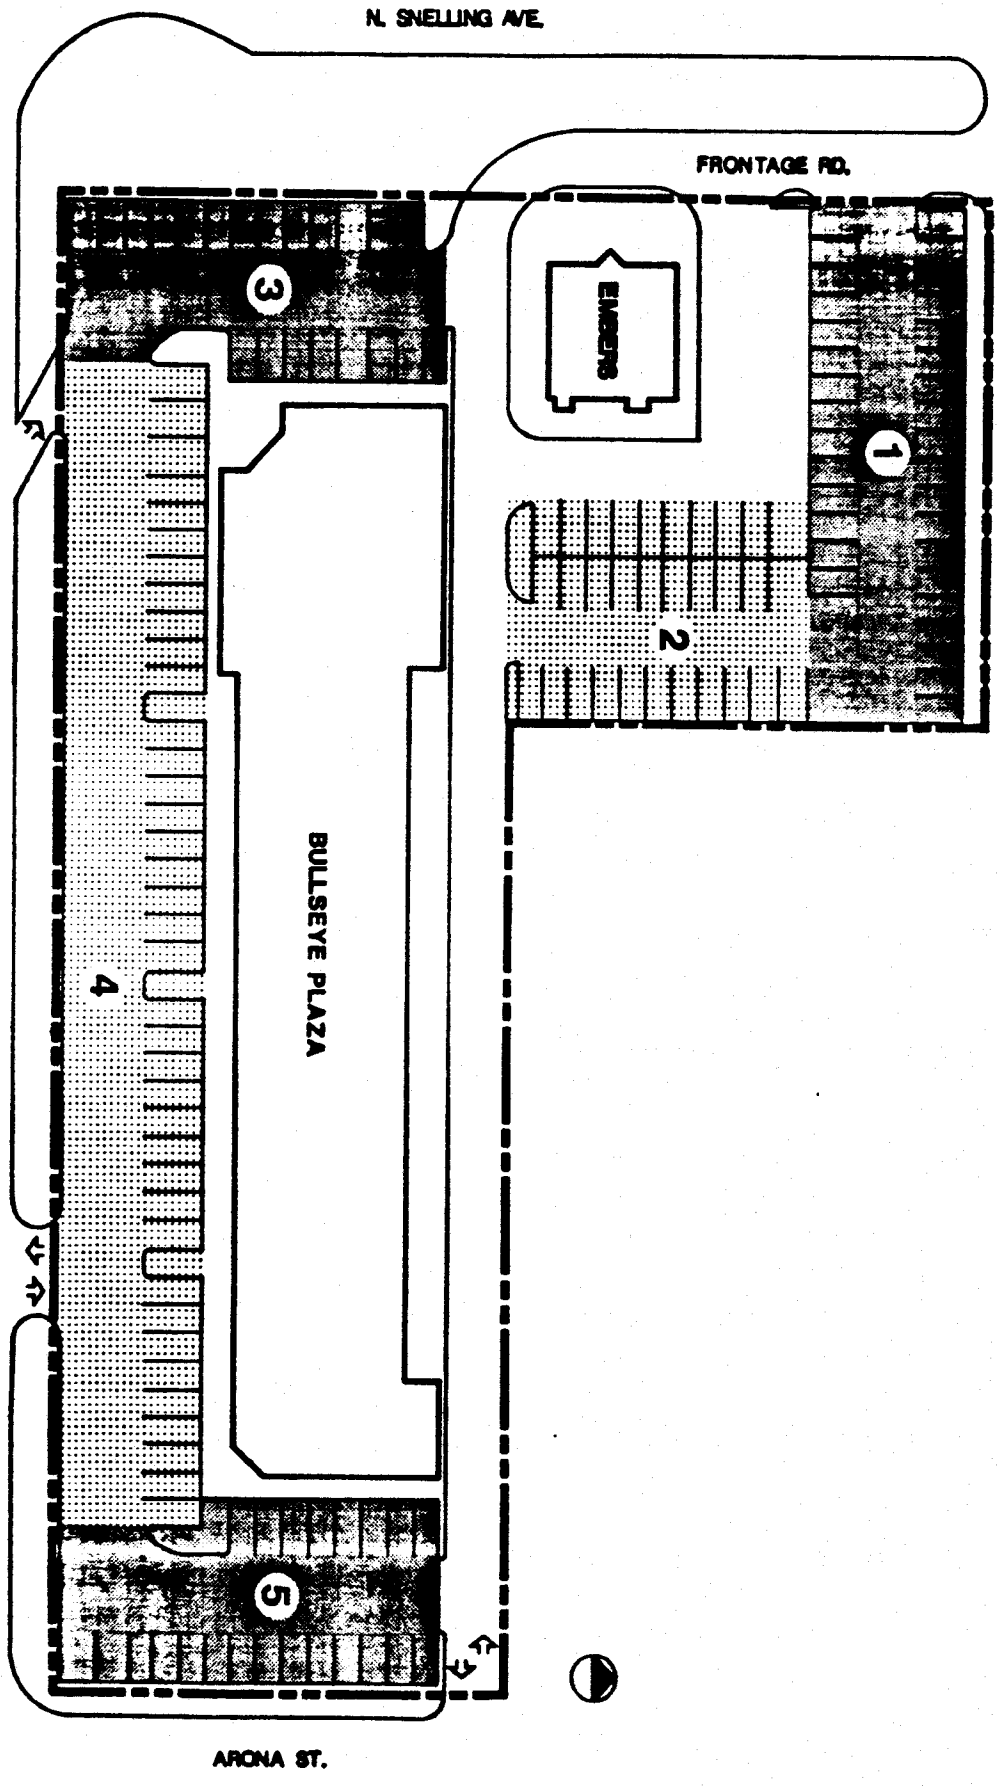 N. SNELLING AVE.
FRONTAGE RD.
3
EMBERS
1
2
BULLSEYE PLAZA
4
5
ARONA ST.